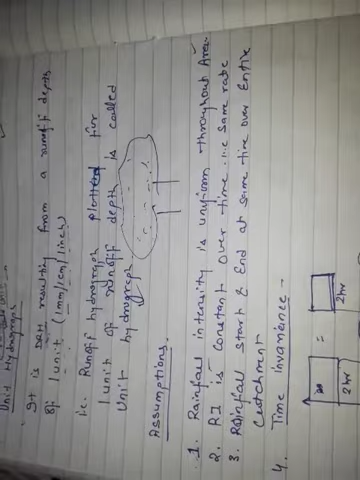 Unit Hydrograph
It is DRH resulting from a runoff depth
of 1 unit (1mm/cm/1inch)
i.e. Runoff hydrograph plotted for
1 unit of runoff depth is called
Unit hydrograph
Assumptions
1. Rainfall intensity is uniform throughout Area
2. RI is constant over time i.e same rate
3. Rainfall start & End at same time over Entire
Catchment
4. Time invariance -
=
2hr
2hr